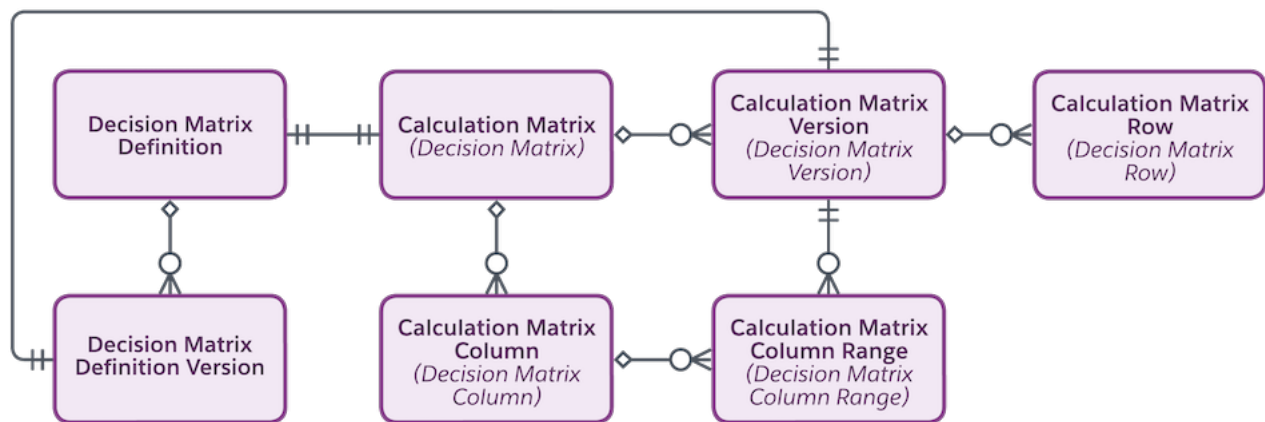 Decision Matrix
Definition
Calculation Matrix
(Decision Matrix)
Calculation Matrix
Version
(Decision Matrix
Version)
Calculation Matrix
Row
(Decision Matrix
Row)
Decision Matrix
Definition Version
Calculation Matrix
Column
(Decision Matrix
Column)
Calculation Matrix
Column Range
(Decision Matrix
Column Range)